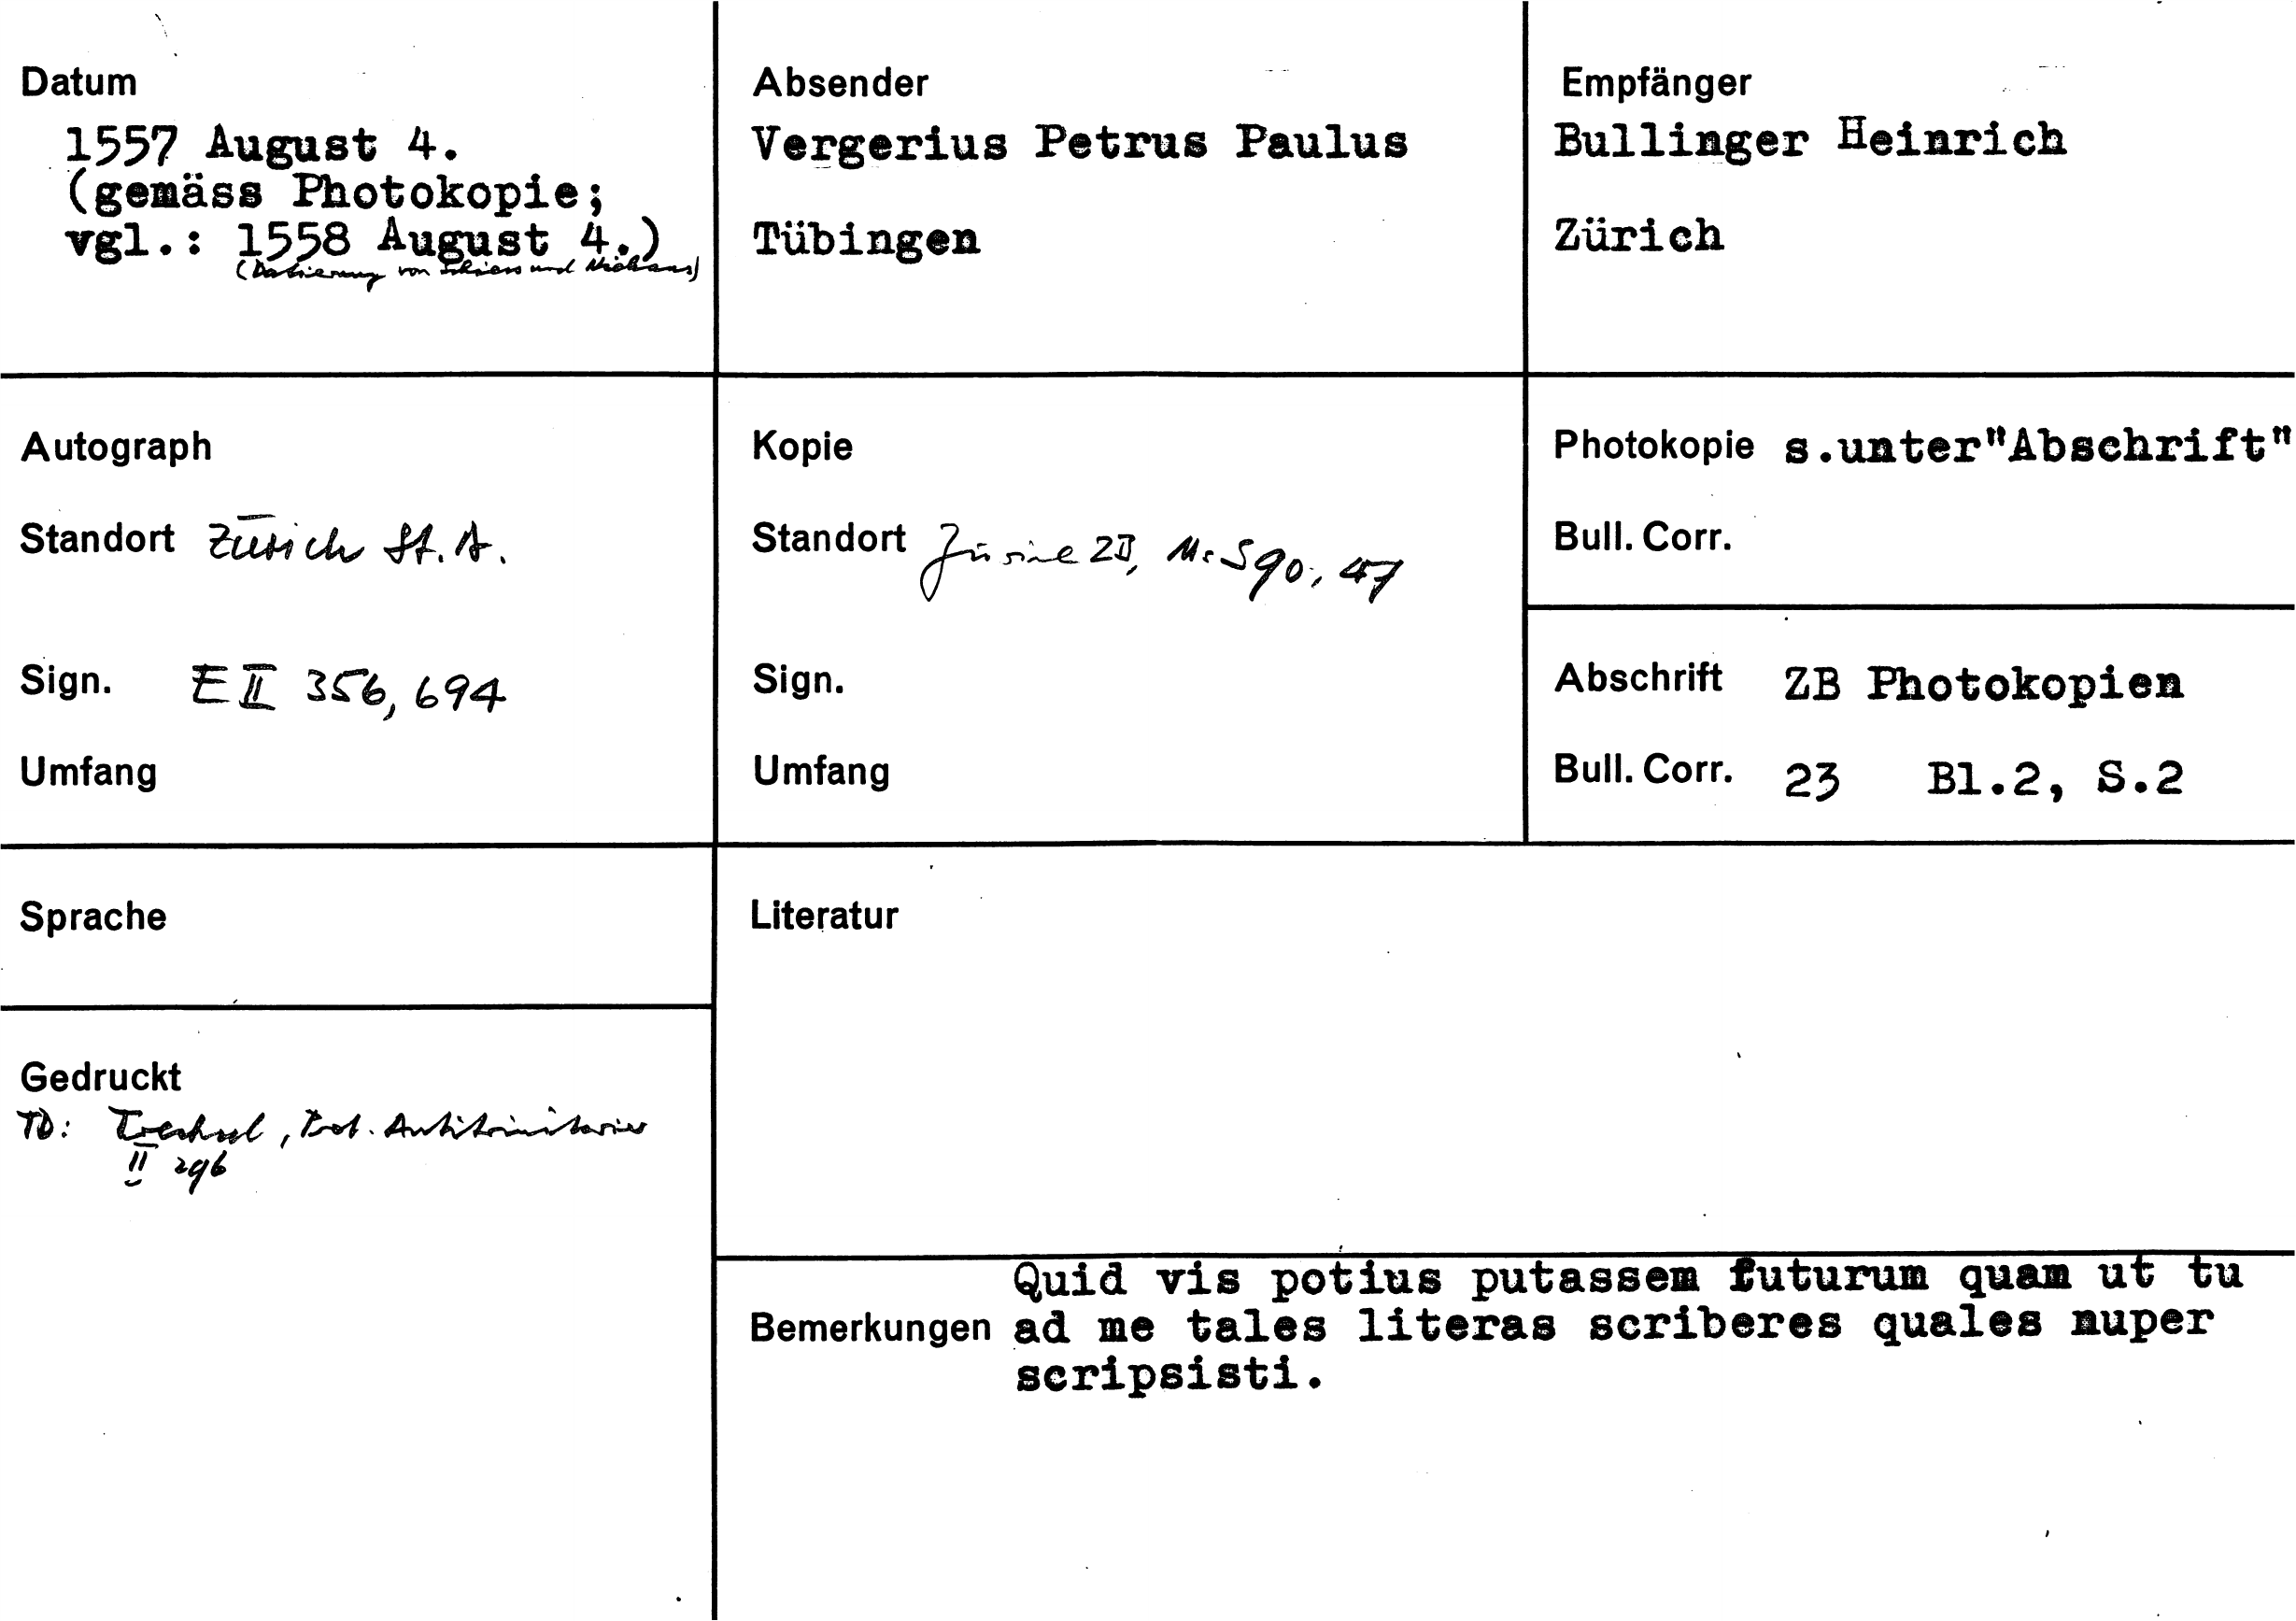 Datum
1557 August 4.
(gemäss Photokopie;
vgl.: 1558 August 4.)
(Datierung von Schiess und
Absender
Vergerius Petrus Paulus
Tübingen
Empfänger
Bullinger Heinrich
Zürich
Autograph
Standort Zürich St. A.
Sign. E II 356, 694
Umfang
Kopie
Standort Zürich ZB, Ms S 90, 47
Sign.
Umfang
Photokopie s.unter"Abschrift"
Bull. Corr.
Abschrift ZB Photokopien
Bull. Corr. 23 Bl.2, S.2
Sprache
Gedruckt
TD: Trechsel, Prot. Antitrinitarier
II 296
Literatur
Quid vis potius putassem futurum quam ut tu
Bemerkungen ad me tales literas scriberes quales nuper
scripsisti.